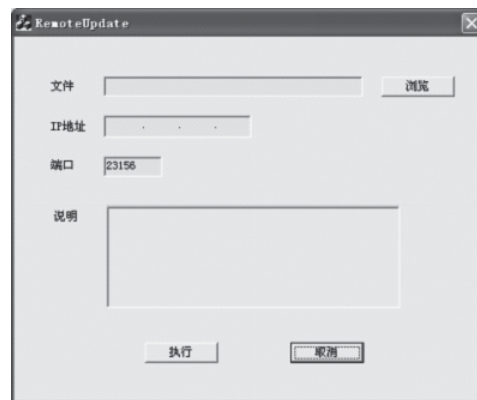 RemoteUpdate
文件
浏览
IP地址
. . .
端口
23156
说明
执行
取消